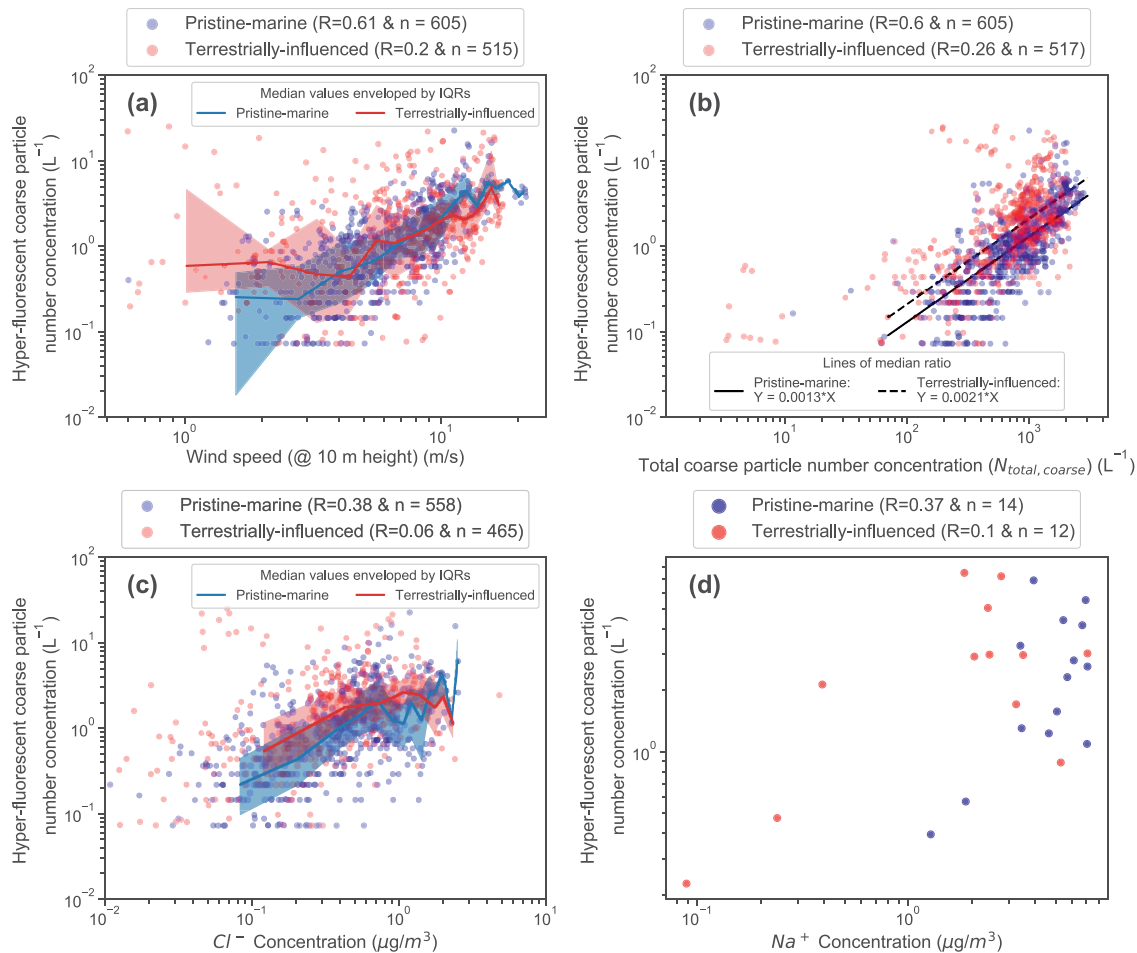 Pristine-marine (R=0.61 & n = 605)
Terrestrially-influenced (R=0.2 & n = 515)
(a)
Median values enveloped by IQRs
Pristine-marine
Terrestrially-influenced
Hyper-fluorescent coarse particle
number concentration (L⁻¹)
10²
10¹
10⁰
10⁻¹
10⁻²
10⁰
10¹
Wind speed (@ 10 m height) (m/s)
Pristine-marine (R=0.6 & n = 605)
Terrestrially-influenced (R=0.26 & n = 517)
(b)
Hyper-fluorescent coarse particle
number concentration (L⁻¹)
10²
10¹
10⁰
10⁻¹
10⁻²
Lines of median ratio
Pristine-marine:
Y = 0.0013*X
Terrestrially-influenced:
Y = 0.0021*X
10¹
10²
10³
Total coarse particle number concentration (N_total, coarse) (L⁻¹)
Pristine-marine (R=0.38 & n = 558)
Terrestrially-influenced (R=0.06 & n = 465)
(c)
Median values enveloped by IQRs
Pristine-marine
Terrestrially-influenced
Hyper-fluorescent coarse particle
number concentration (L⁻¹)
10²
10¹
10⁰
10⁻¹
10⁻²
10⁻²
10⁻¹
10⁰
10¹
Cl⁻ Concentration (μg/m³)
Pristine-marine (R=0.37 & n = 14)
Terrestrially-influenced (R=0.1 & n = 12)
(d)
Hyper-fluorescent coarse particle
number concentration (L⁻¹)
10⁰
10⁻¹
10⁰
Na⁺ Concentration (μg/m³)